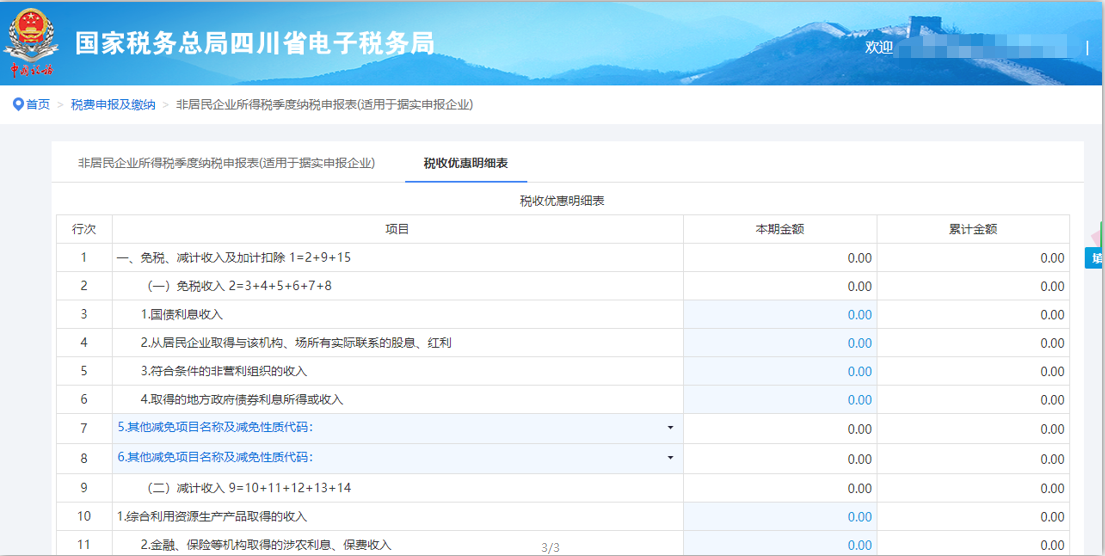 国家税务总局四川省电子税务局
欢迎 |
中国税务
首页 > 税费申报及缴纳 > 非居民企业所得税季度纳税申报表(适用于据实申报企业)
非居民企业所得税季度纳税申报表(适用于据实申报企业) 税收优惠明细表
税收优惠明细表
行次 项目 本期金额 累计金额
1 一、免税、减计收入及加计扣除 1=2+9+15 0.00 0.00
2 （一）免税收入 2=3+4+5+6+7+8 0.00 0.00
3 1.国债利息收入 0.00 0.00
4 2.从居民企业取得与该机构、场所有实际联系的股息、红利 0.00 0.00
5 3.符合条件的非营利组织的收入 0.00 0.00
6 4.取得的地方政府债券利息所得或收入 0.00 0.00
7 5.其他减免项目名称及减免性质代码： 0.00 0.00
8 6.其他减免项目名称及减免性质代码： 0.00 0.00
9 （二）减计收入 9=10+11+12+13+14 0.00 0.00
10 1.综合利用资源生产产品取得的收入 0.00 0.00
11 2.金融、保险等机构取得的涉农利息、保费收入 0.00 0.00
3/3